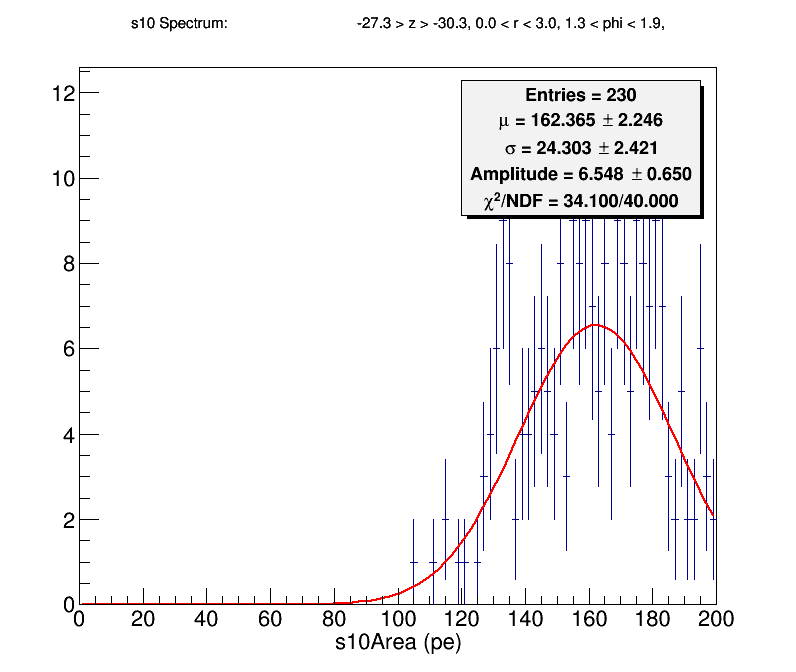 s10 Spectrum: -27.3 > z > -30.3, 0.0 < r < 3.0, 1.3 < phi < 1.9,
Entries = 230
μ = 162.365 ± 2.246
σ = 24.303 ± 2.421
Amplitude = 6.548 ± 0.650
χ²/NDF = 34.100/40.000
12
10
8
6
4
2
0
0 20 40 60 80 100 120 140 160 180 200
s10Area (pe)